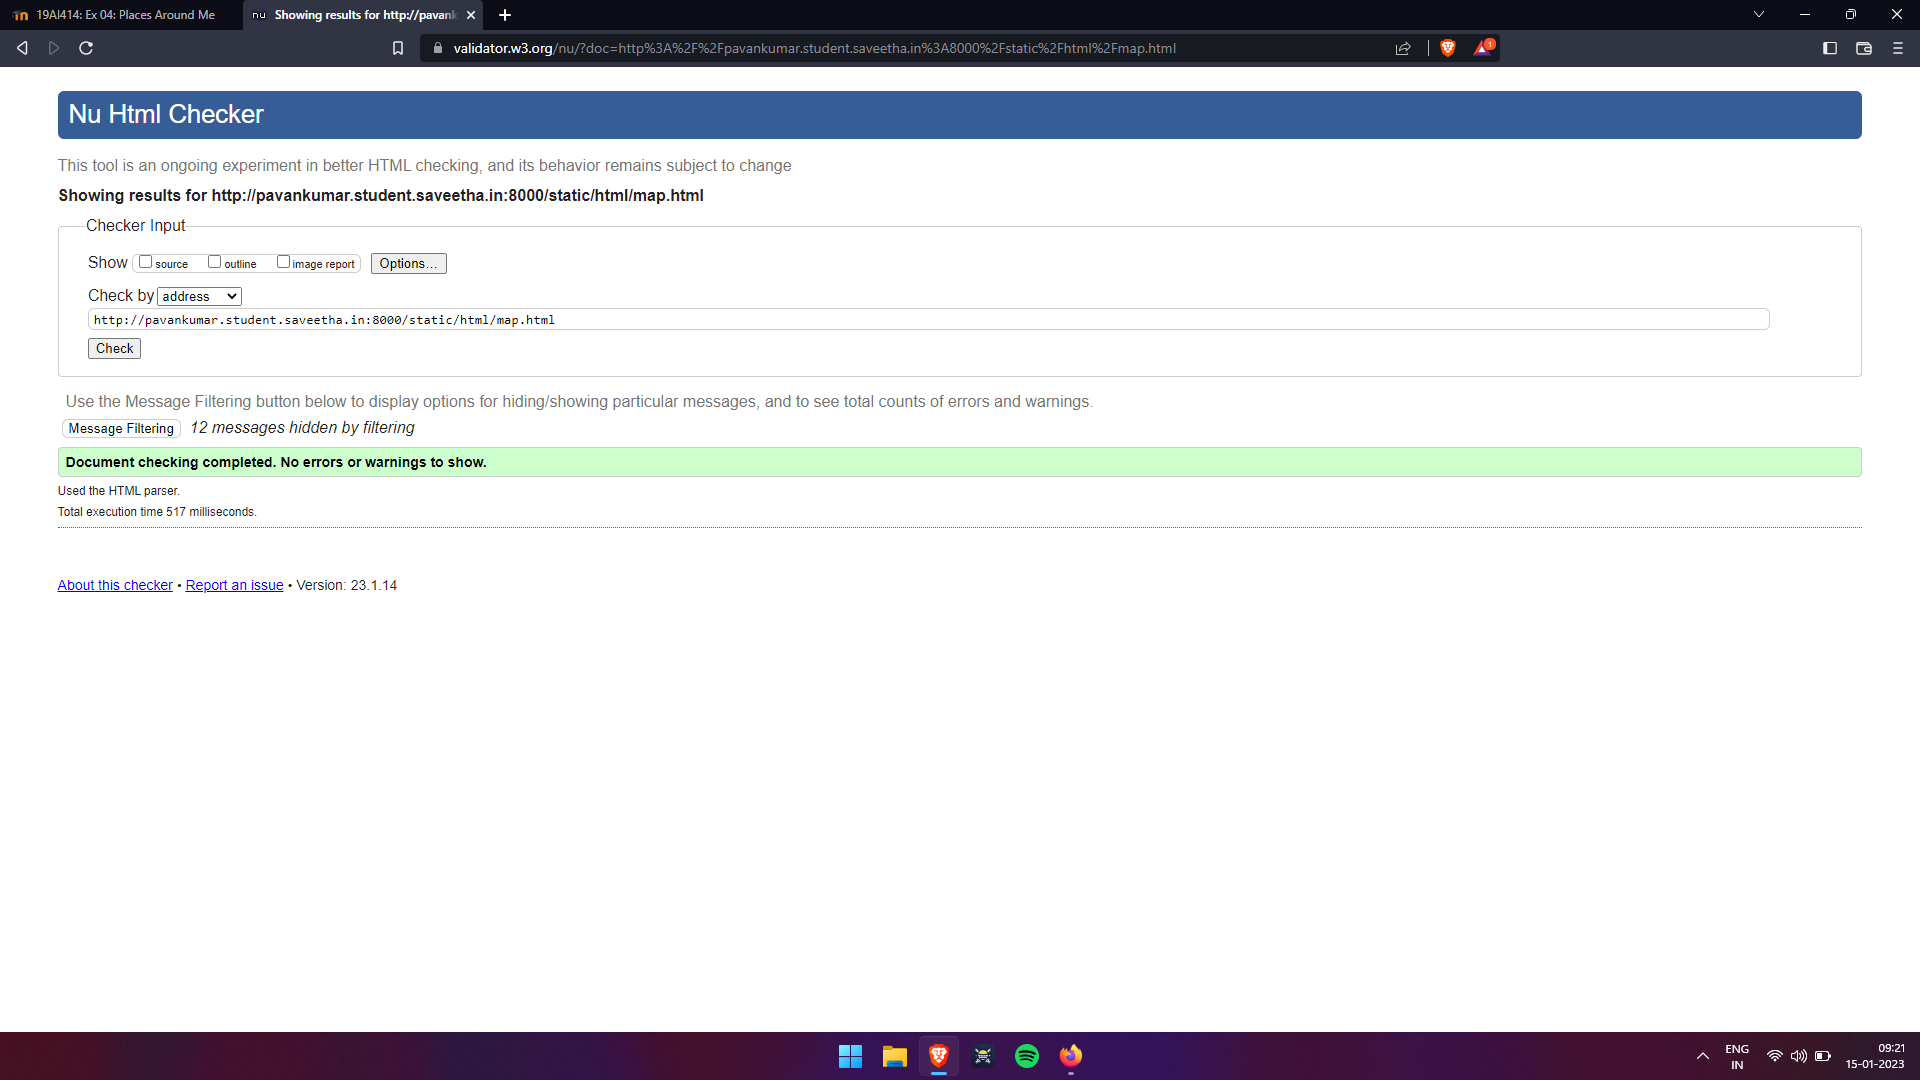 19AI414: Ex 04: Places Around Me
nu Showing results for http://pavank
validator.w3.org/nu/?doc=http%3A%2F%2Fpavankumar.student.saveetha.in%3A8000%2Fstatic%2Fhtml%2Fmap.html
1
Nu Html Checker
This tool is an ongoing experiment in better HTML checking, and its behavior remains subject to change
Showing results for http://pavankumar.student.saveetha.in:8000/static/html/map.html
Checker Input
Show source outline image report Options...
Check by address
http://pavankumar.student.saveetha.in:8000/static/html/map.html
Check
Use the Message Filtering button below to display options for hiding/showing particular messages, and to see total counts of errors and warnings.
Message Filtering 12 messages hidden by filtering
Document checking completed. No errors or warnings to show.
Used the HTML parser.
Total execution time 517 milliseconds.
About this checker • Report an issue • Version: 23.1.14
ENG
IN
09:21
15-01-2023